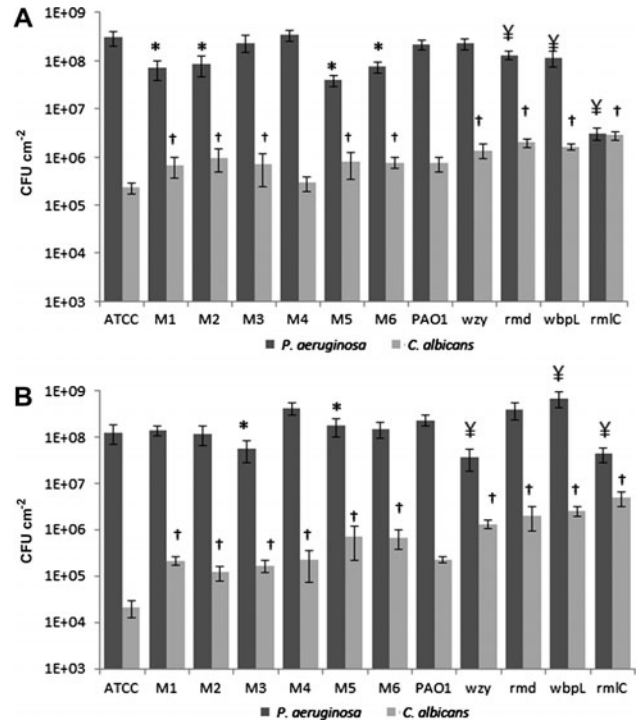 A
1E+09
1E+08
1E+07
1E+06
1E+05
1E+04
1E+03
CFU cm⁻²
* * * * ¥ ¥ ¥
† † † † † † † † †
ATCC M1 M2 M3 M4 M5 M6 PAO1 wzy rmd wbpL rmlC
P. aeruginosa C. albicans
B
1E+09
1E+08
1E+07
1E+06
1E+05
1E+04
1E+03
CFU cm⁻²
* * ¥ ¥ ¥
† † † † † † † † † †
ATCC M1 M2 M3 M4 M5 M6 PAO1 wzy rmd wbpL rmlC
P. aeruginosa C. albicans